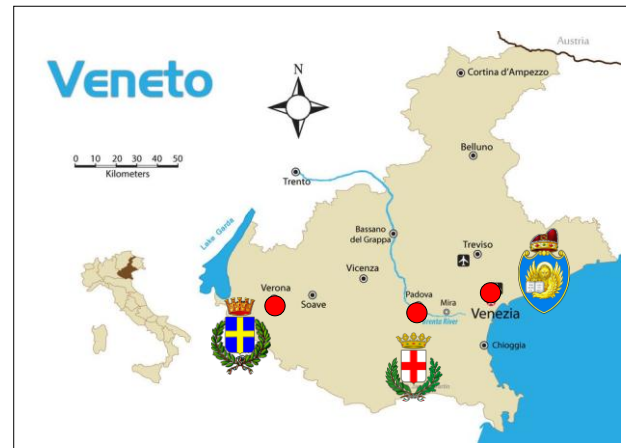 Austria
Veneto
Cortina d'Ampezzo
N
0 10 20 30 40 50
Kilometers
Belluno
Trento
Lake Garda
Bassano
del Grappa
Treviso
Vicenza
Verona
Soave
Padova
Mira
Venezia
Brenta River
Chioggia